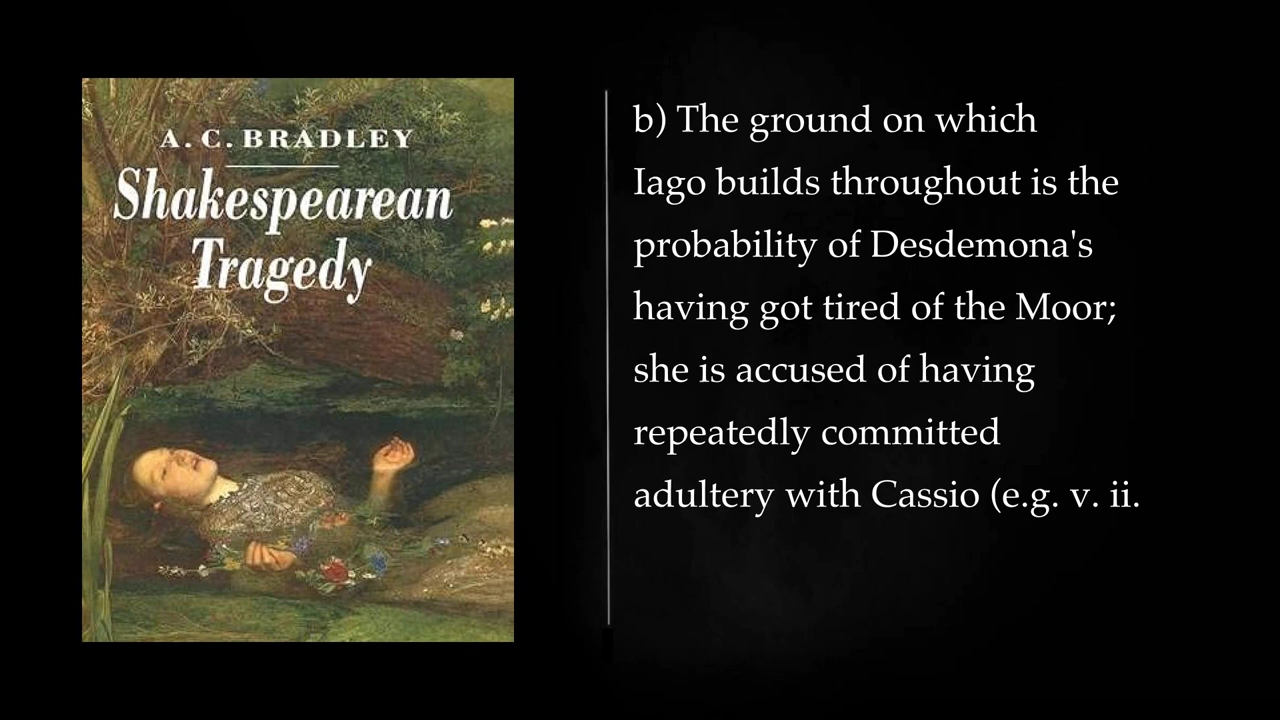 A. C. BRADLEY
Shakespearean
Tragedy
b) The ground on which
Iago builds throughout is the
probability of Desdemona's
having got tired of the Moor;
she is accused of having
repeatedly committed
adultery with Cassio (e.g. v. ii.